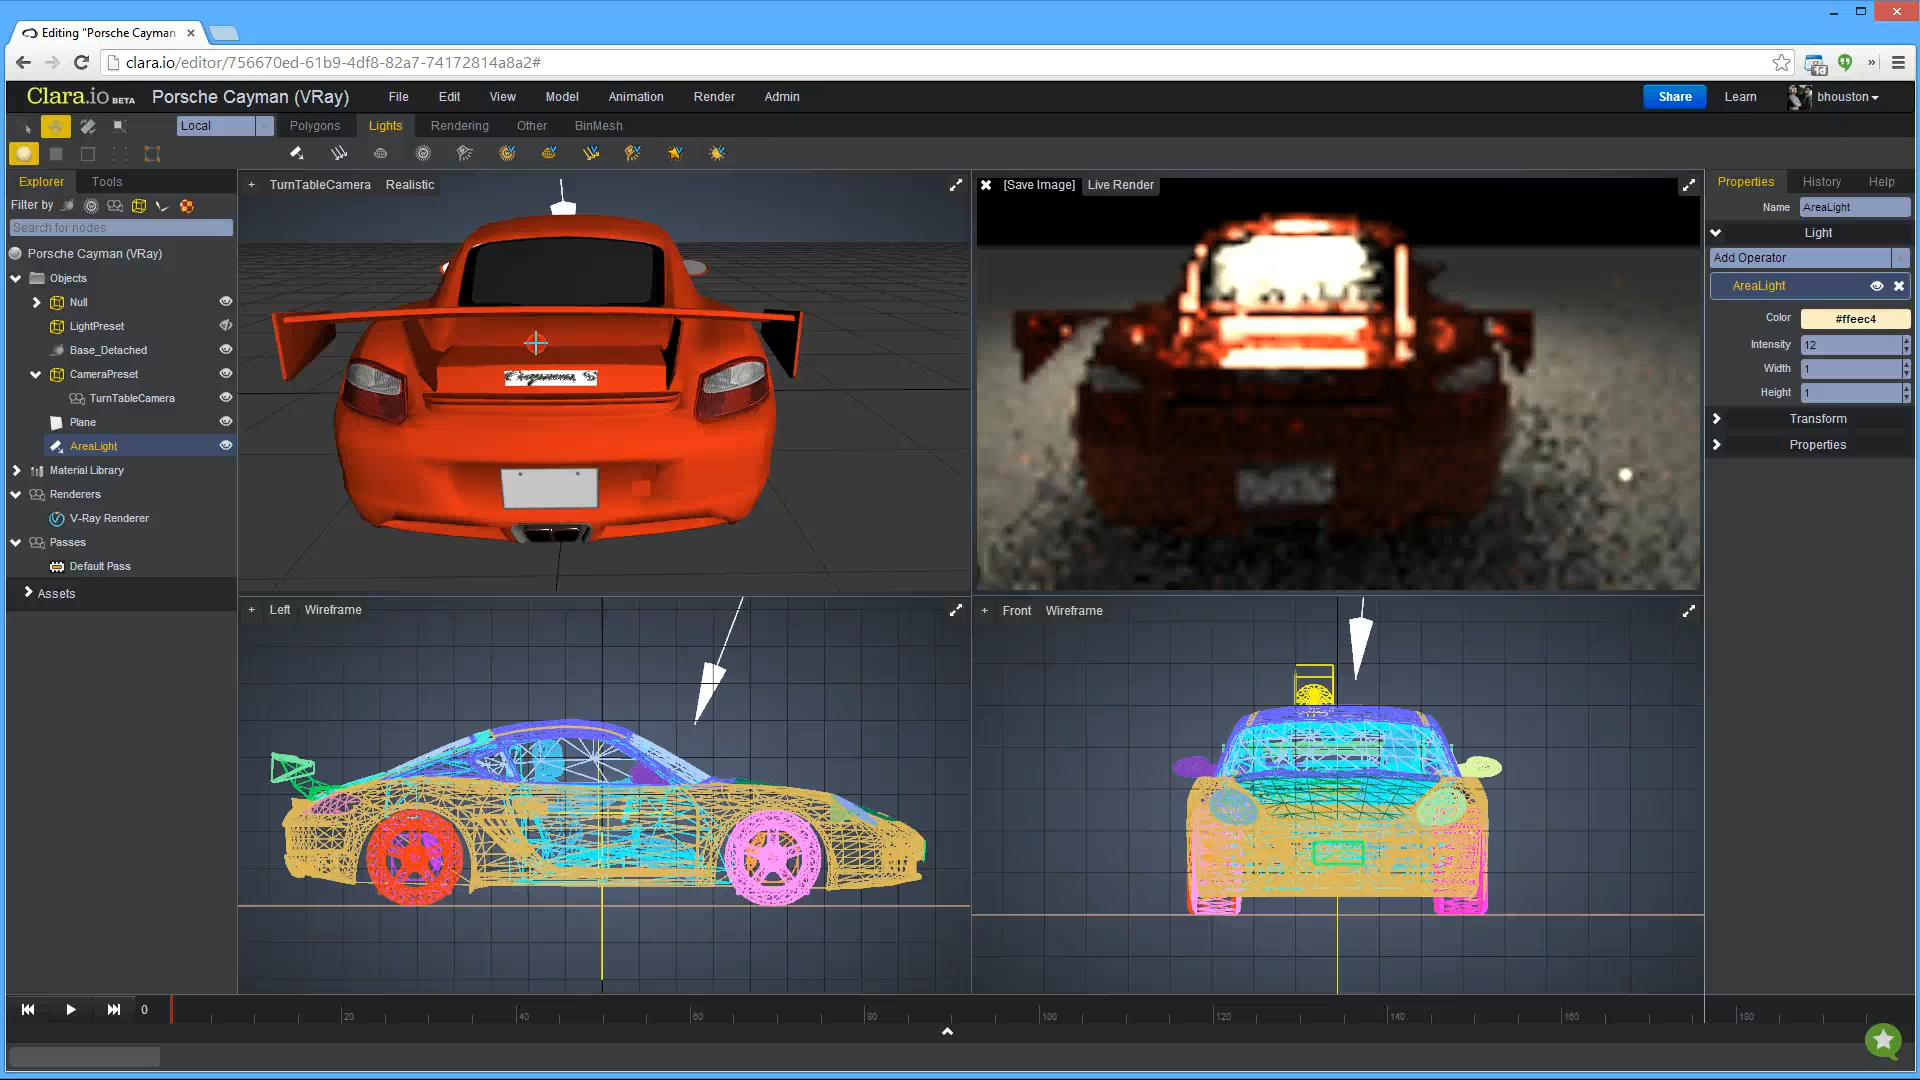 Editing "Porsche Cayman
clara.io/editor/756670ed-61b9-4df8-82a7-74172814a8a2#
Clara.io BETA Porsche Cayman (VRay) File Edit View Model Animation Render Admin Share Learn bhouston
Local Polygons Lights Rendering Other BinMesh
Explorer Tools
Filter by
Search for nodes
Porsche Cayman (VRay)
Objects
Null
LightPreset
Base_Detached
CameraPreset
TurnTableCamera
Plane
AreaLight
Material Library
Renderers
V-Ray Renderer
Passes
Default Pass
Assets
+ TurnTableCamera Realistic
[Save Image] Live Render
+ Left Wireframe
+ Front Wireframe
Properties History Help
Name AreaLight
Light
Add Operator
AreaLight
Color #ffeec4
Intensity 12
Width 1
Height 1
Transform
Properties
0 20 40 60 80 100 120 140 160 180